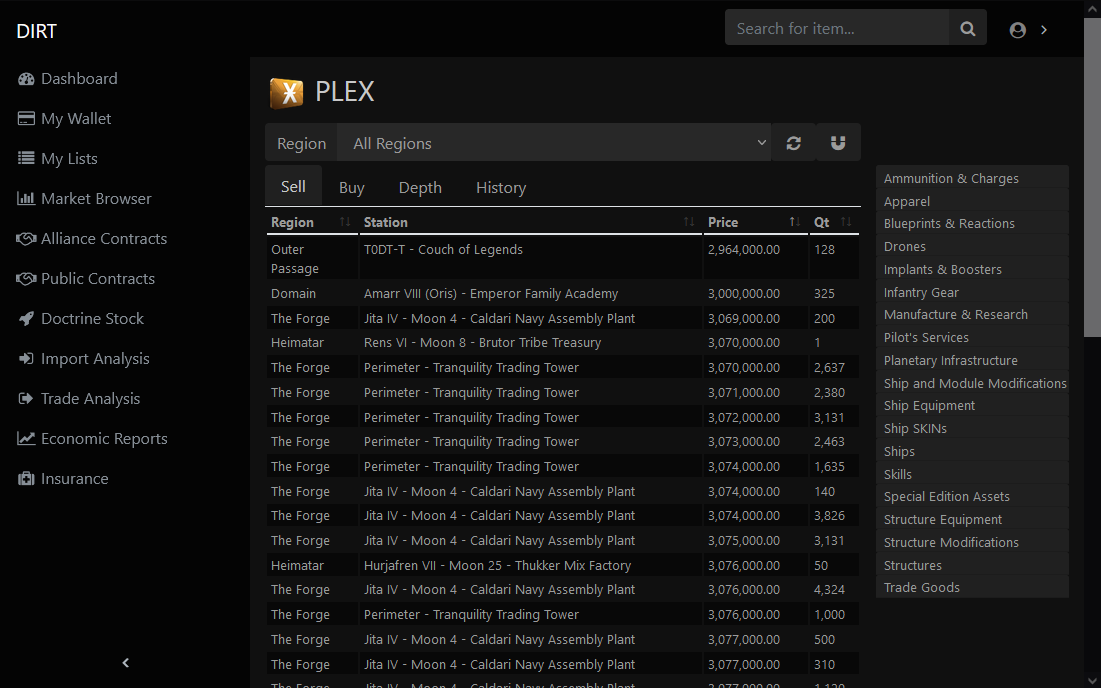 DIRT
Search for item...
Dashboard
My Wallet
My Lists
Market Browser
Alliance Contracts
Public Contracts
Doctrine Stock
Import Analysis
Trade Analysis
Economic Reports
Insurance
PLEX
Region All Regions
Sell Buy Depth History
Region Station Price Qt
Outer Passage T0DT-T - Couch of Legends 2,964,000.00 128
Domain Amarr VIII (Oris) - Emperor Family Academy 3,000,000.00 325
The Forge Jita IV - Moon 4 - Caldari Navy Assembly Plant 3,069,000.00 200
Heimatar Rens VI - Moon 8 - Brutor Tribe Treasury 3,070,000.00 1
The Forge Perimeter - Tranquility Trading Tower 3,070,000.00 2,637
The Forge Perimeter - Tranquility Trading Tower 3,071,000.00 2,380
The Forge Perimeter - Tranquility Trading Tower 3,072,000.00 3,131
The Forge Perimeter - Tranquility Trading Tower 3,073,000.00 2,463
The Forge Perimeter - Tranquility Trading Tower 3,074,000.00 1,635
The Forge Jita IV - Moon 4 - Caldari Navy Assembly Plant 3,074,000.00 140
The Forge Jita IV - Moon 4 - Caldari Navy Assembly Plant 3,074,000.00 3,826
The Forge Jita IV - Moon 4 - Caldari Navy Assembly Plant 3,075,000.00 3,131
Heimatar Hurjafren VII - Moon 25 - Thukker Mix Factory 3,076,000.00 50
The Forge Jita IV - Moon 4 - Caldari Navy Assembly Plant 3,076,000.00 4,324
The Forge Perimeter - Tranquility Trading Tower 3,076,000.00 1,000
The Forge Jita IV - Moon 4 - Caldari Navy Assembly Plant 3,077,000.00 500
The Forge Jita IV - Moon 4 - Caldari Navy Assembly Plant 3,077,000.00 310
Ammunition & Charges
Apparel
Blueprints & Reactions
Drones
Implants & Boosters
Infantry Gear
Manufacture & Research
Pilot's Services
Planetary Infrastructure
Ship and Module Modifications
Ship Equipment
Ship SKINs
Ships
Skills
Special Edition Assets
Structure Equipment
Structure Modifications
Structures
Trade Goods